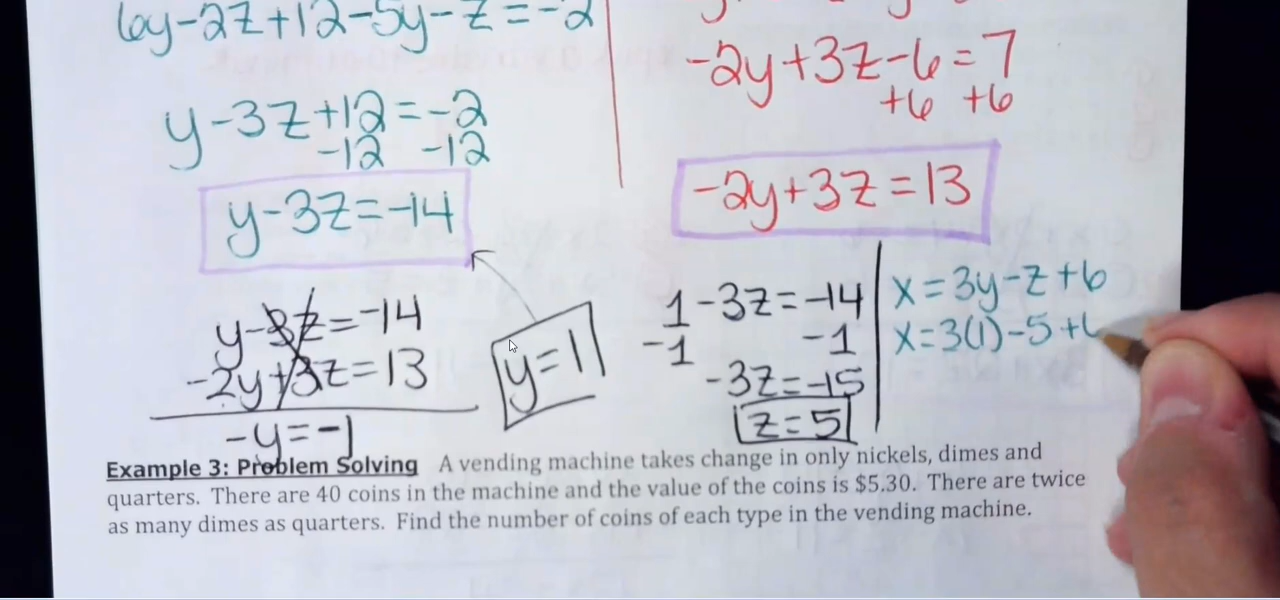 6y-2z+12-5y-z=-2
y-3z+12=-2
-12 -12
y-3z=-14
-2y+3z-6=7
+6 +6
-2y+3z=13
y-3z=-14
-2y+3z=13
-y=-1
y=1
1-3z=-14
-1 -1
-3z=-15
z=5
x=3y-z+6
x=3(1)-5+6
Example 3: Problem Solving A vending machine takes change in only nickels, dimes and
quarters. There are 40 coins in the machine and the value of the coins is $5.30. There are twice
as many dimes as quarters. Find the number of coins of each type in the vending machine.